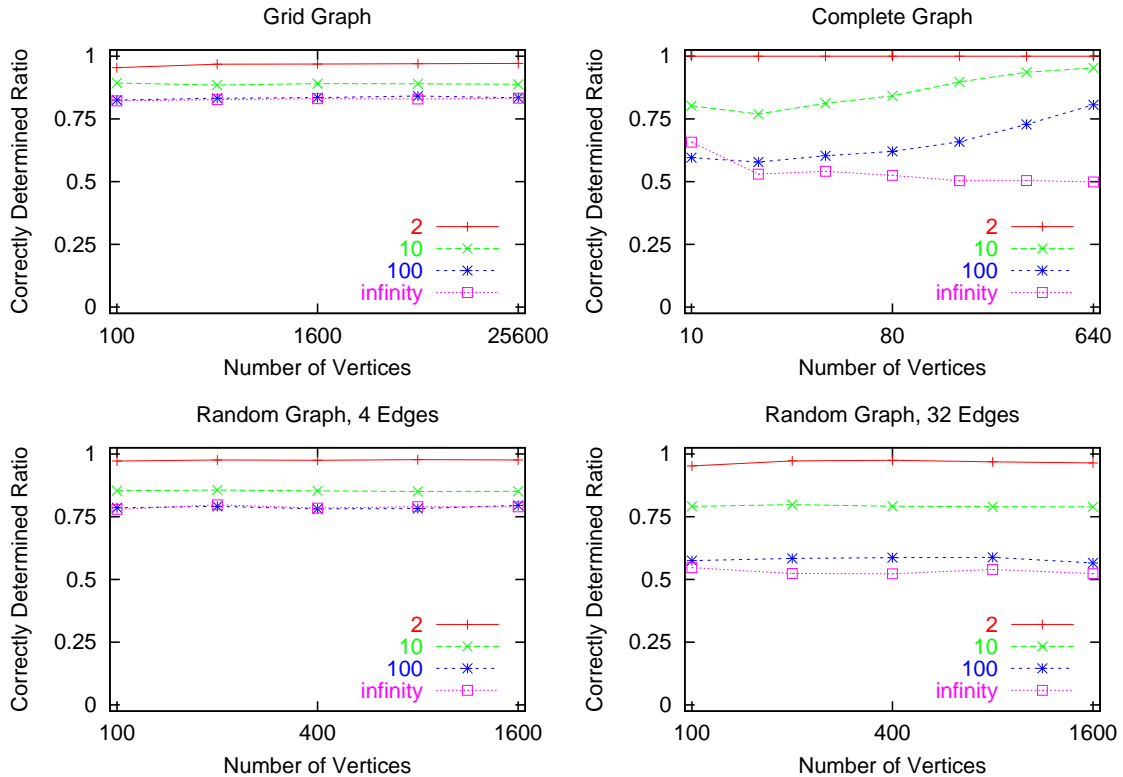 Grid Graph
Correctly Determined Ratio
1
0.75
0.5
0.25
0
2
10
100
infinity
100
1600
25600
Number of Vertices
Complete Graph
Correctly Determined Ratio
1
0.75
0.5
0.25
0
2
10
100
infinity
10
80
640
Number of Vertices
Random Graph, 4 Edges
Correctly Determined Ratio
1
0.75
0.5
0.25
0
2
10
100
infinity
100
400
1600
Number of Vertices
Random Graph, 32 Edges
Correctly Determined Ratio
1
0.75
0.5
0.25
0
2
10
100
infinity
100
400
1600
Number of Vertices